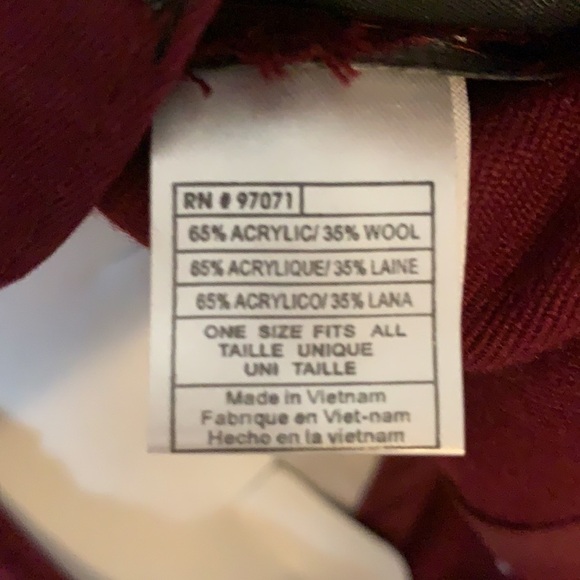 RN # 97071
65% ACRYLIC/ 35% WOOL
65% ACRYLIQUE/ 35% LAINE
65% ACRYLICO/ 35% LANA
ONE SIZE FITS ALL
TAILLE UNIQUE
UNI TAILLE
Made in Vietnam
Fabrique en Viet-nam
Hecho en la vietnam